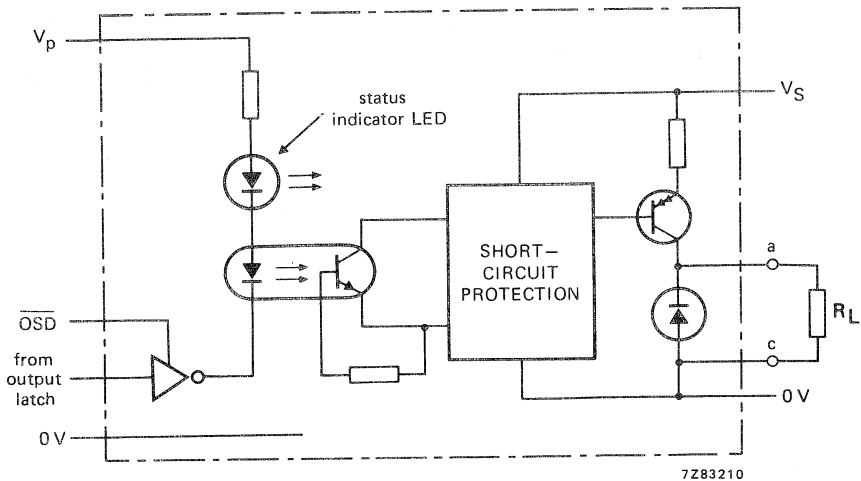 Vp
status
indicator LED
VS
SHORT-
CIRCUIT
PROTECTION
a
RL
c
OSD
from
output
latch
0 V
0 V
7Z83210